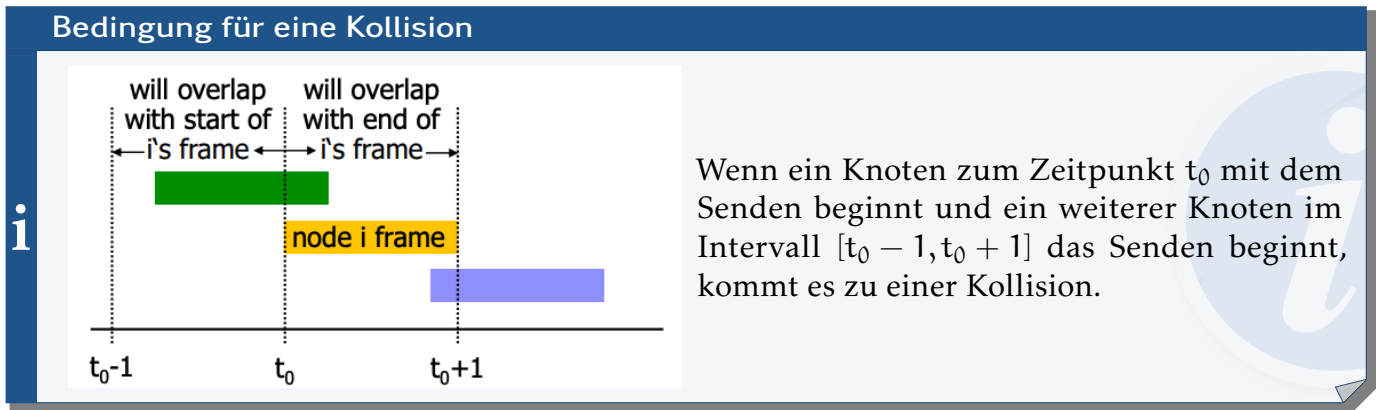 Bedingung für eine Kollision
i
will overlap
with start of
i's frame
will overlap
with end of
i's frame
node i frame
t₀-1
t₀
t₀+1
Wenn ein Knoten zum Zeitpunkt t₀ mit dem
Senden beginnt und ein weiterer Knoten im
Intervall [t₀ − 1, t₀ + 1] das Senden beginnt,
kommt es zu einer Kollision.